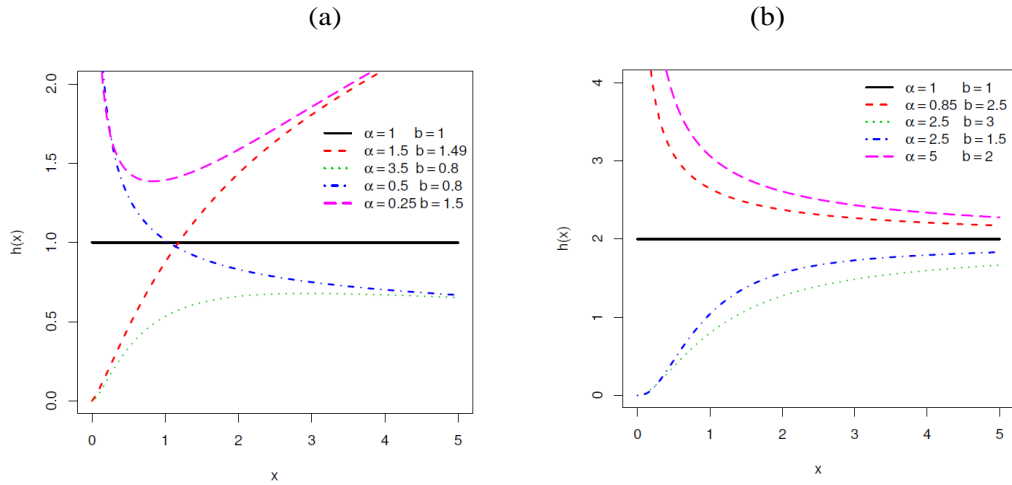 (a)
(b)
h(x)
0.0 0.5 1.0 1.5 2.0
α = 1 b = 1
α = 1.5 b = 1.49
α = 3.5 b = 0.8
α = 0.5 b = 0.8
α = 0.25 b = 1.5
0 1 2 3 4 5
x
h(x)
0 1 2 3 4
α = 1 b = 1
α = 0.85 b = 2.5
α = 2.5 b = 3
α = 2.5 b = 1.5
α = 5 b = 2
0 1 2 3 4 5
x